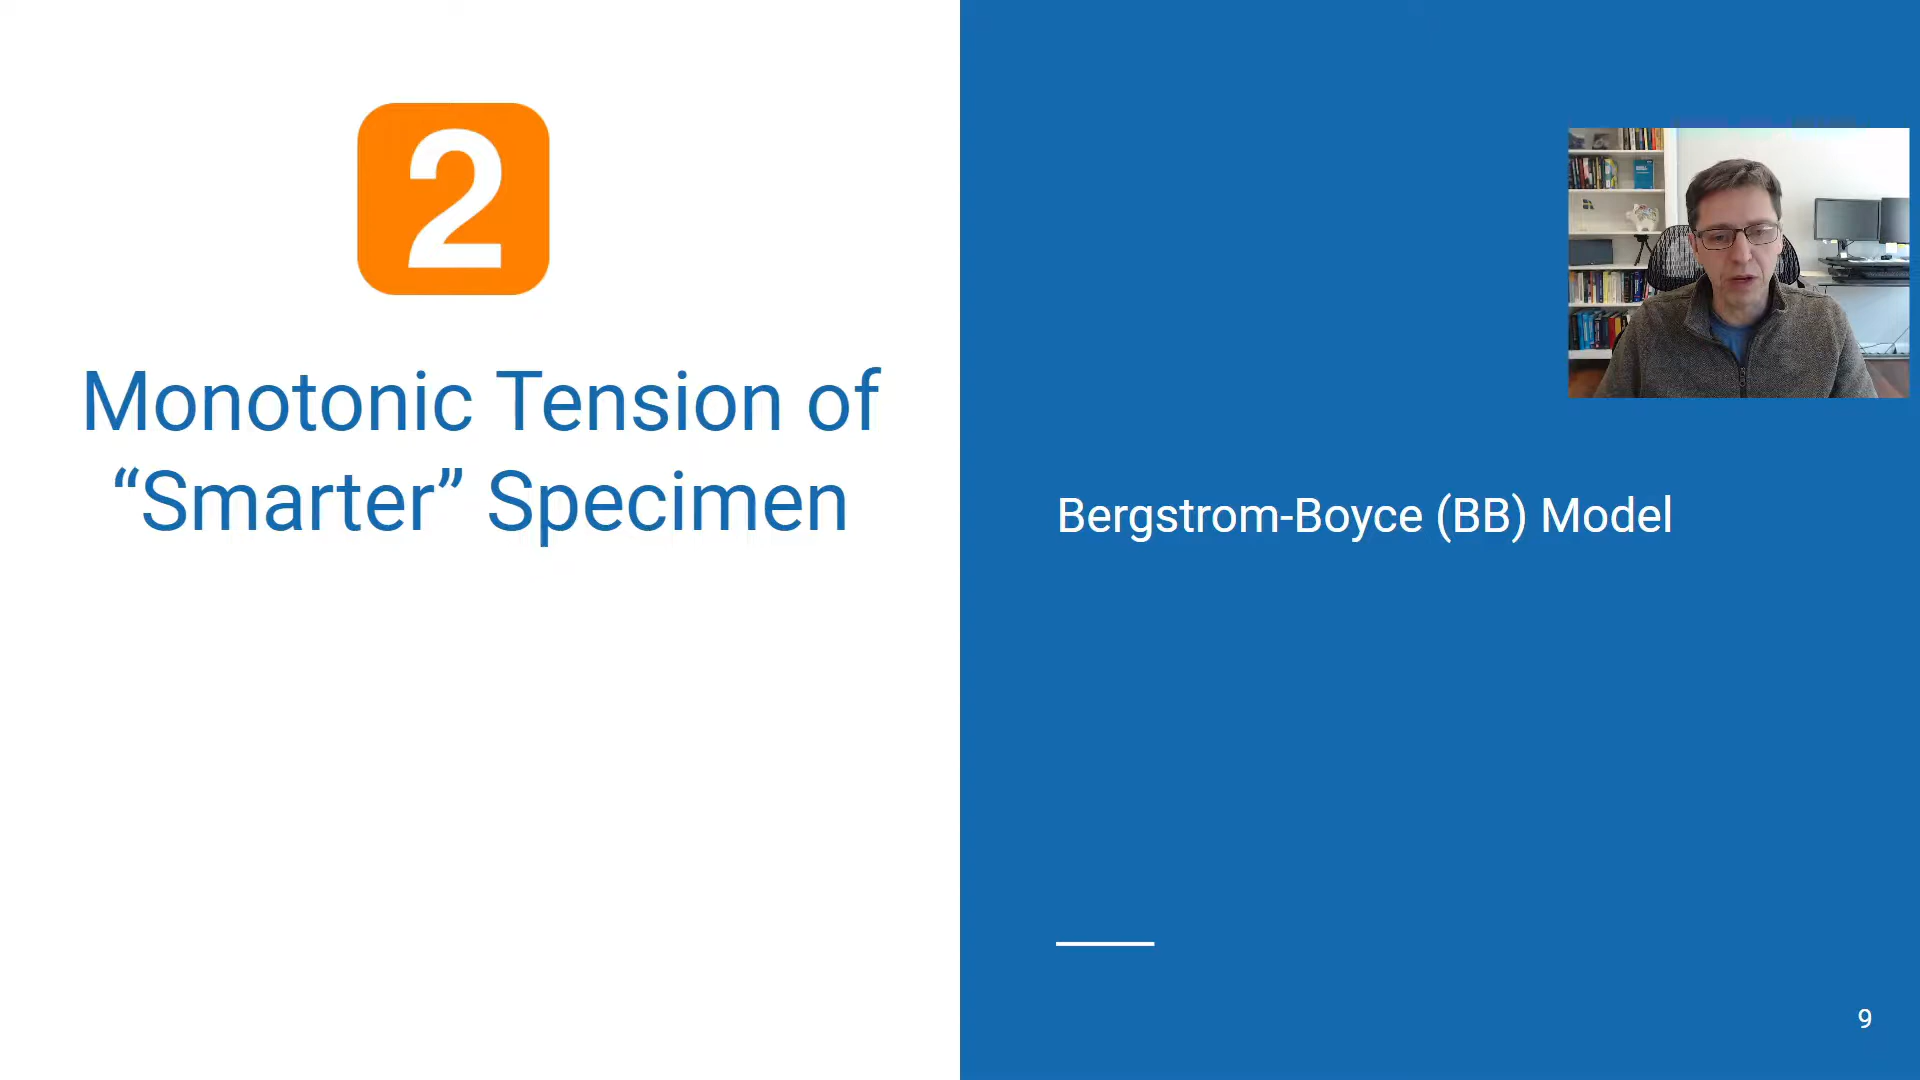 2
Monotonic Tension of
“Smarter” Specimen
Bergstrom-Boyce (BB) Model
9